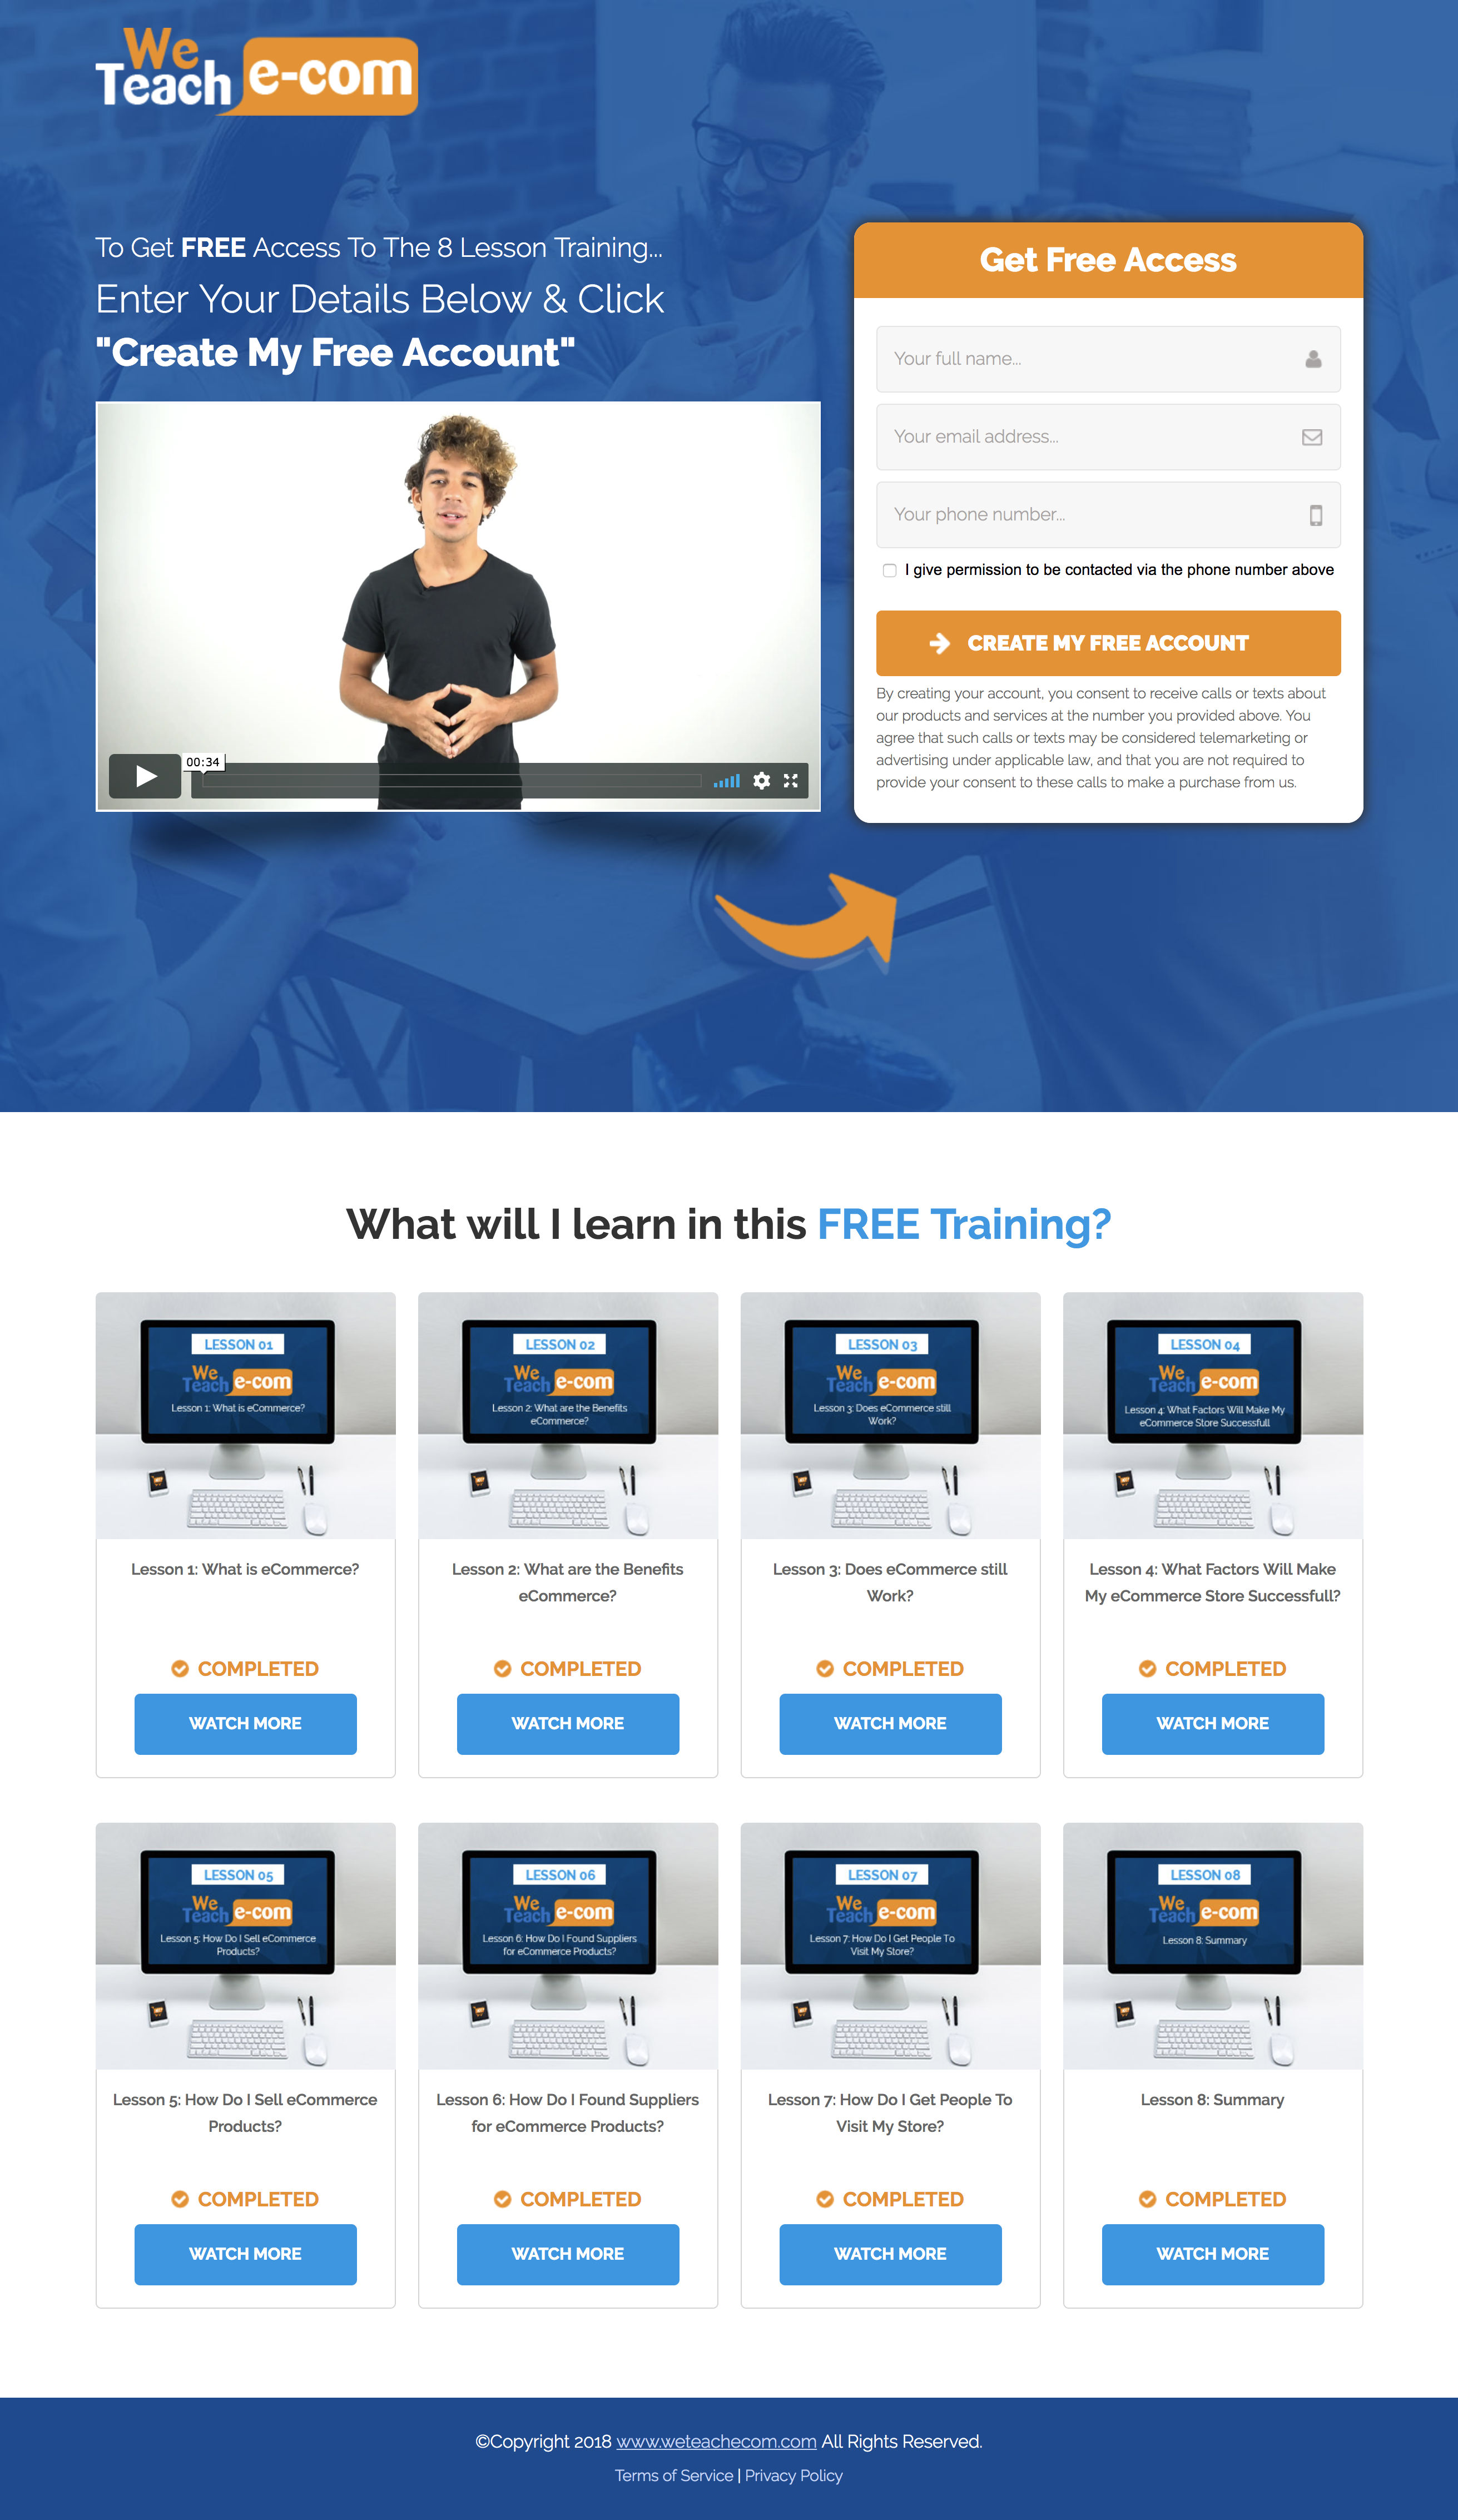 We
Teach e-com
To Get FREE Access To The 8 Lesson Training...
Enter Your Details Below & Click
"Create My Free Account"
00:34
Get Free Access
Your full name...
Your email address...
Your phone number...
I give permission to be contacted via the phone number above
CREATE MY FREE ACCOUNT
By creating your account, you consent to receive calls or texts about
our products and services at the number you provided above. You
agree that such calls or texts may be considered telemarketing or
advertising under applicable law, and that you are not required to
provide your consent to these calls to make a purchase from us.
What will I learn in this FREE Training?
LESSON 01
We
Teach e-com
Lesson 1: What is eCommerce?
Lesson 1: What is eCommerce?
COMPLETED
WATCH MORE
LESSON 02
We
Teach e-com
Lesson 2: What are the Benefits
eCommerce?
Lesson 2: What are the Benefits
eCommerce?
COMPLETED
WATCH MORE
LESSON 03
We
Teach e-com
Lesson 3: Does eCommerce still
Work?
Lesson 3: Does eCommerce still
Work?
COMPLETED
WATCH MORE
LESSON 04
We
Teach e-com
Lesson 4: What Factors Will Make My
eCommerce Store Successfull
Lesson 4: What Factors Will Make
My eCommerce Store Successfull?
COMPLETED
WATCH MORE
LESSON 05
We
Teach e-com
Lesson 5: How Do I Sell eCommerce
Products?
Lesson 5: How Do I Sell eCommerce
Products?
COMPLETED
WATCH MORE
LESSON 06
We
Teach e-com
Lesson 6: How Do I Found Suppliers
for eCommerce Products?
Lesson 6: How Do I Found Suppliers
for eCommerce Products?
COMPLETED
WATCH MORE
LESSON 07
We
Teach e-com
Lesson 7: How Do I Get People To
Visit My Store?
Lesson 7: How Do I Get People To
Visit My Store?
COMPLETED
WATCH MORE
LESSON 08
We
Teach e-com
Lesson 8: Summary
Lesson 8: Summary
COMPLETED
WATCH MORE
©Copyright 2018 www.weteachecom.com All Rights Reserved.
Terms of Service | Privacy Policy